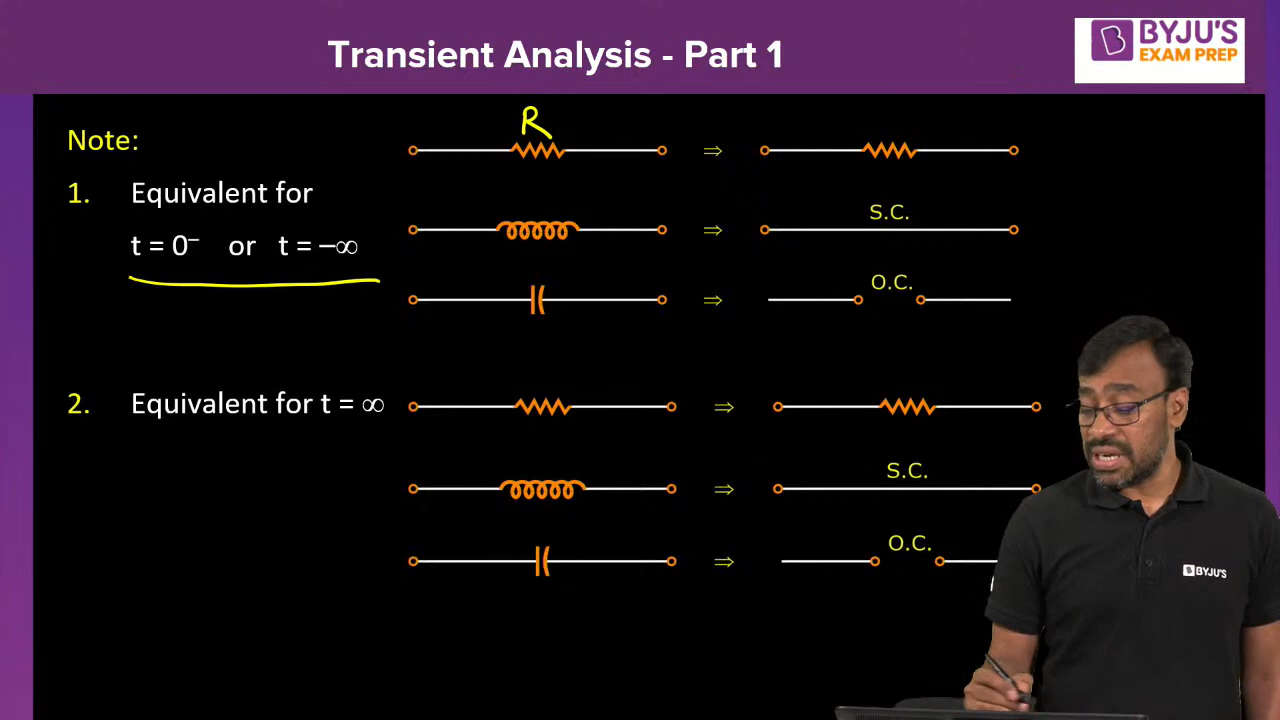 Transient Analysis - Part 1
BYJU'S
EXAM PREP
Note:
R
1. Equivalent for
t = 0⁻ or t = −∞
S.C.
O.C.
2. Equivalent for t = ∞
S.C.
O.C.
BYJU'S